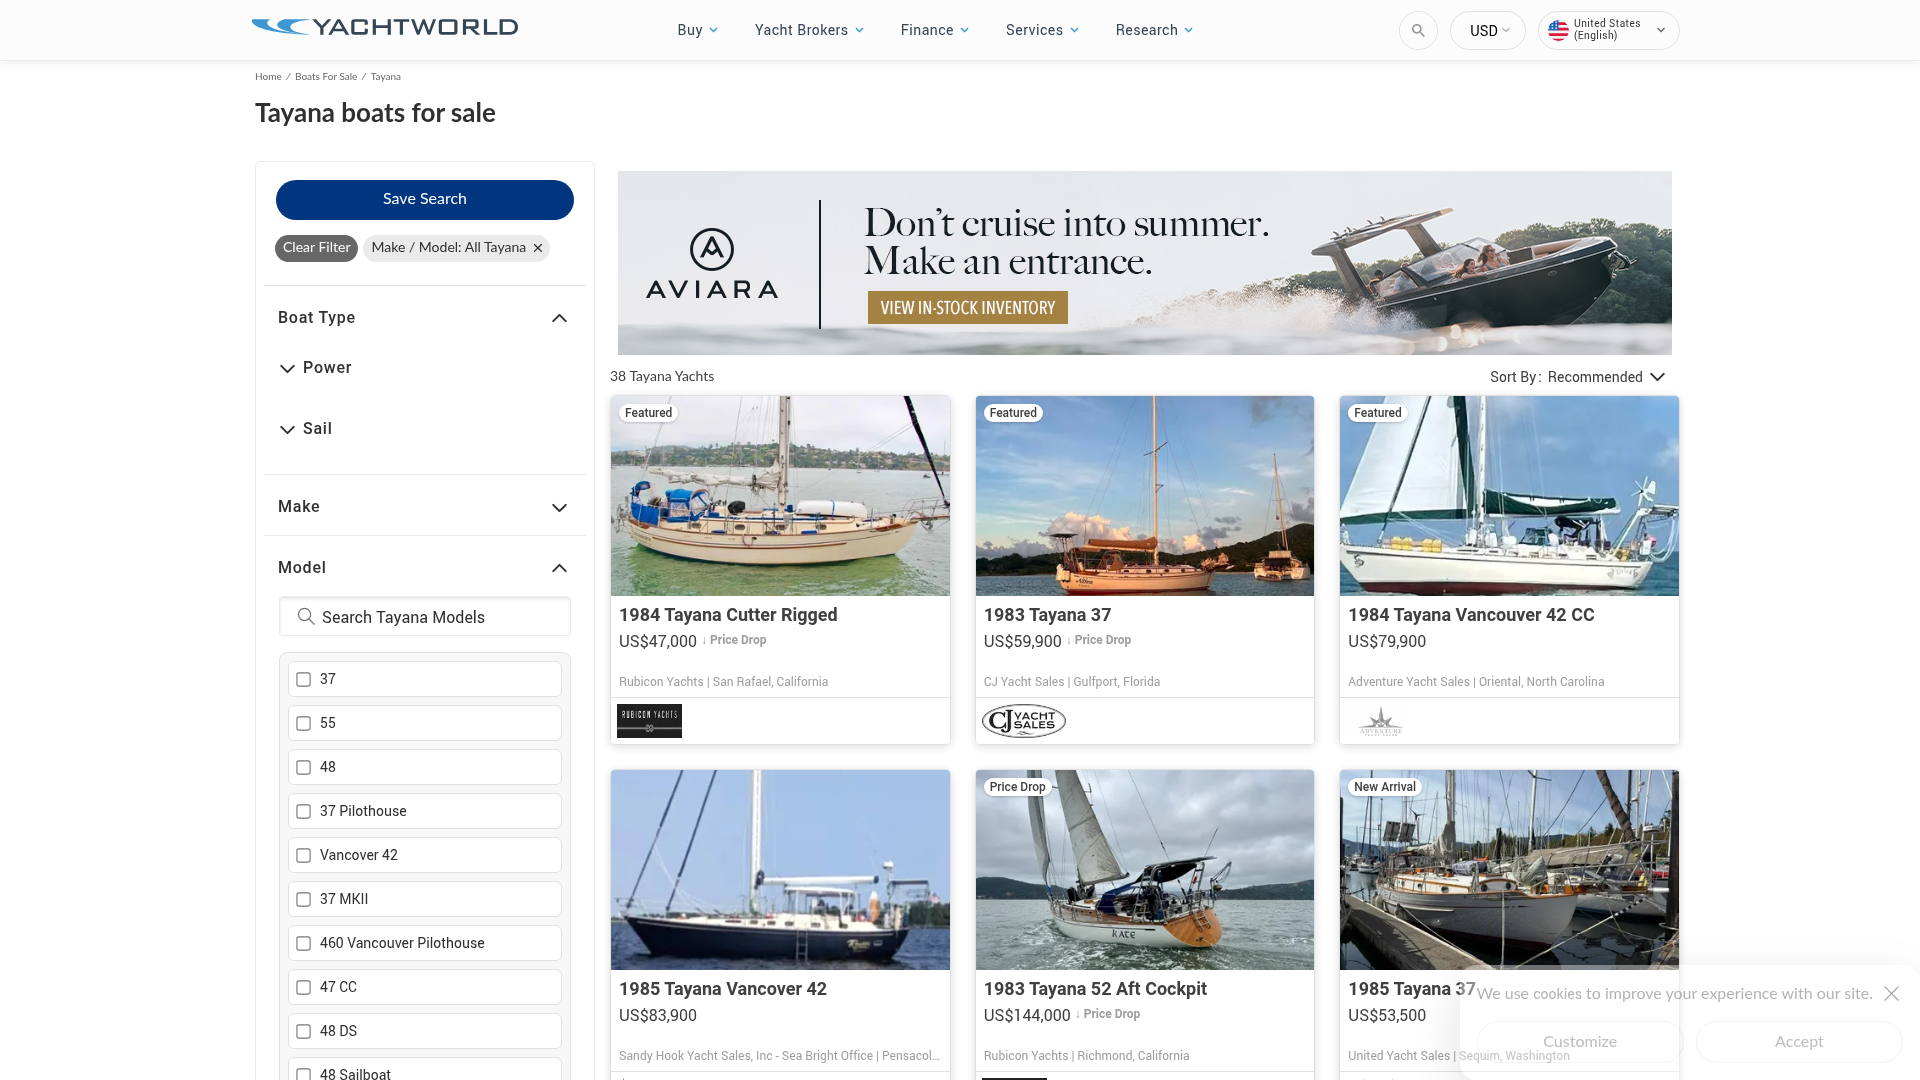 YACHTWORLD
Buy
Yacht Brokers
Finance
Services
Research
USD
United States
(English)
Home / Boats For Sale / Tayana
Tayana boats for sale
Save Search
Clear Filter
Make / Model: All Tayana
Boat Type
Power
Sail
Make
Model
Search Tayana Models
37
55
48
37 Pilothouse
Vancover 42
37 MKII
460 Vancouver Pilothouse
47 CC
48 DS
48 Sailboat
AVIARA
Don't cruise into summer.
Make an entrance.
VIEW IN-STOCK INVENTORY
38 Tayana Yachts
Sort By: Recommended
Featured
1984 Tayana Cutter Rigged
US$47,000 ↓ Price Drop
Rubicon Yachts | San Rafael, California
RUBICON YACHTS
Featured
1983 Tayana 37
US$59,900 ↓ Price Drop
CJ Yacht Sales | Gulfport, Florida
CJ YACHT
SALES
Featured
1984 Tayana Vancouver 42 CC
US$79,900
Adventure Yacht Sales | Oriental, North Carolina
ADVENTURE
1985 Tayana Vancover 42
US$83,900
Sandy Hook Yacht Sales, Inc - Sea Bright Office | Pensacol...
Price Drop
KATE
1983 Tayana 52 Aft Cockpit
US$144,000 ↓ Price Drop
Rubicon Yachts | Richmond, California
New Arrival
1985 Tayana 37
US$53,500
United Yacht Sales | Sequim, Washington
We use cookies to improve your experience with our site.
Customize
Accept